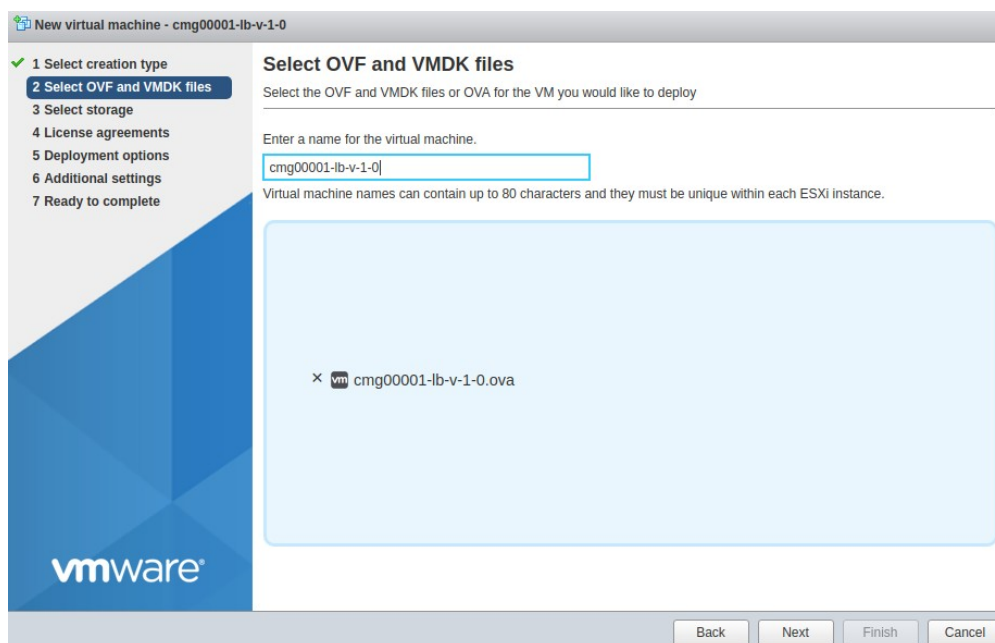 New virtual machine - cmg00001-lb-v-1-0
1 Select creation type
2 Select OVF and VMDK files
3 Select storage
4 License agreements
5 Deployment options
6 Additional settings
7 Ready to complete
vmware®
Select OVF and VMDK files
Select the OVF and VMDK files or OVA for the VM you would like to deploy
Enter a name for the virtual machine.
cmg00001-lb-v-1-0
Virtual machine names can contain up to 80 characters and they must be unique within each ESXi instance.
× vm cmg00001-lb-v-1-0.ova
Back Next Finish Cancel